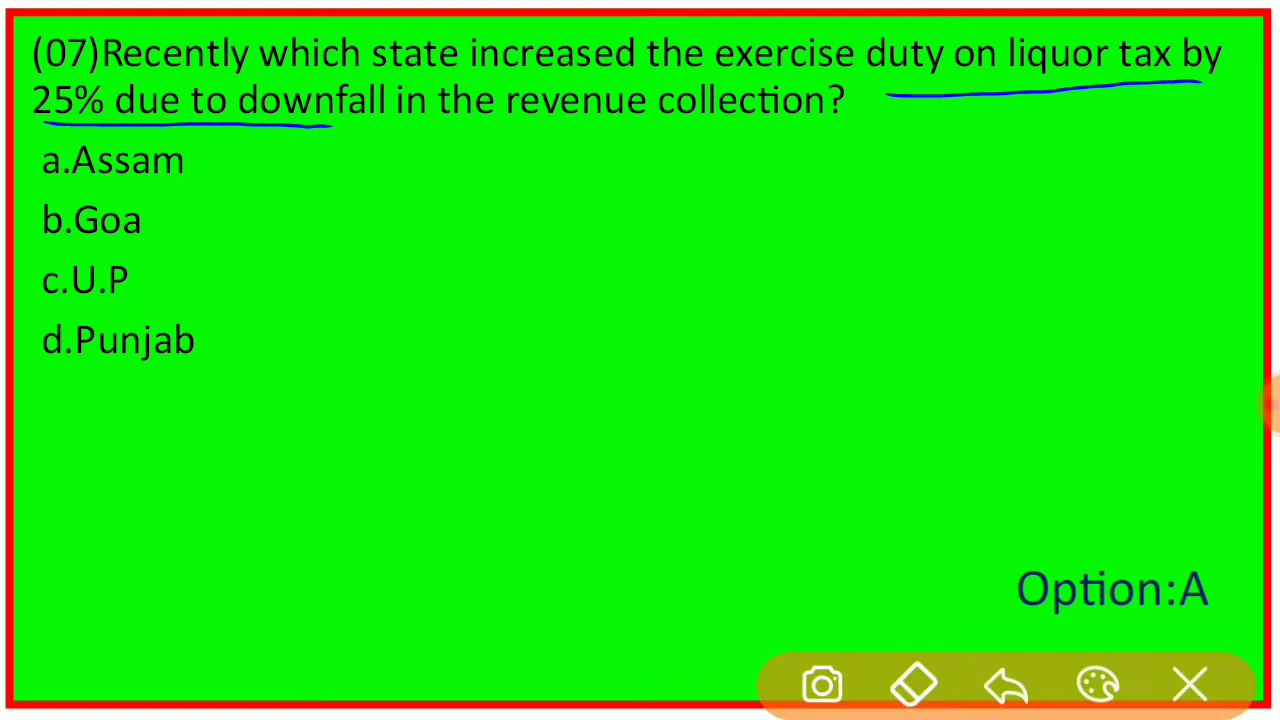 (07)Recently which state increased the exercise duty on liquor tax by
25% due to downfall in the revenue collection?
a.Assam
b.Goa
c.U.P
d.Punjab
Option:A